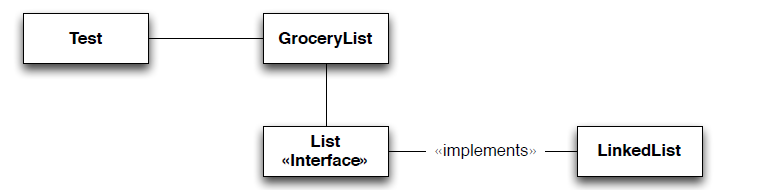 Test
GroceryList
List
«Interface»
«implements»
LinkedList